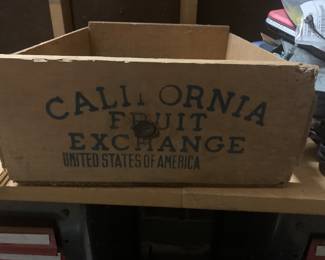 CALIFORNIA
FRUIT
EXCHANGE
UNITED STATES OF AMERICA